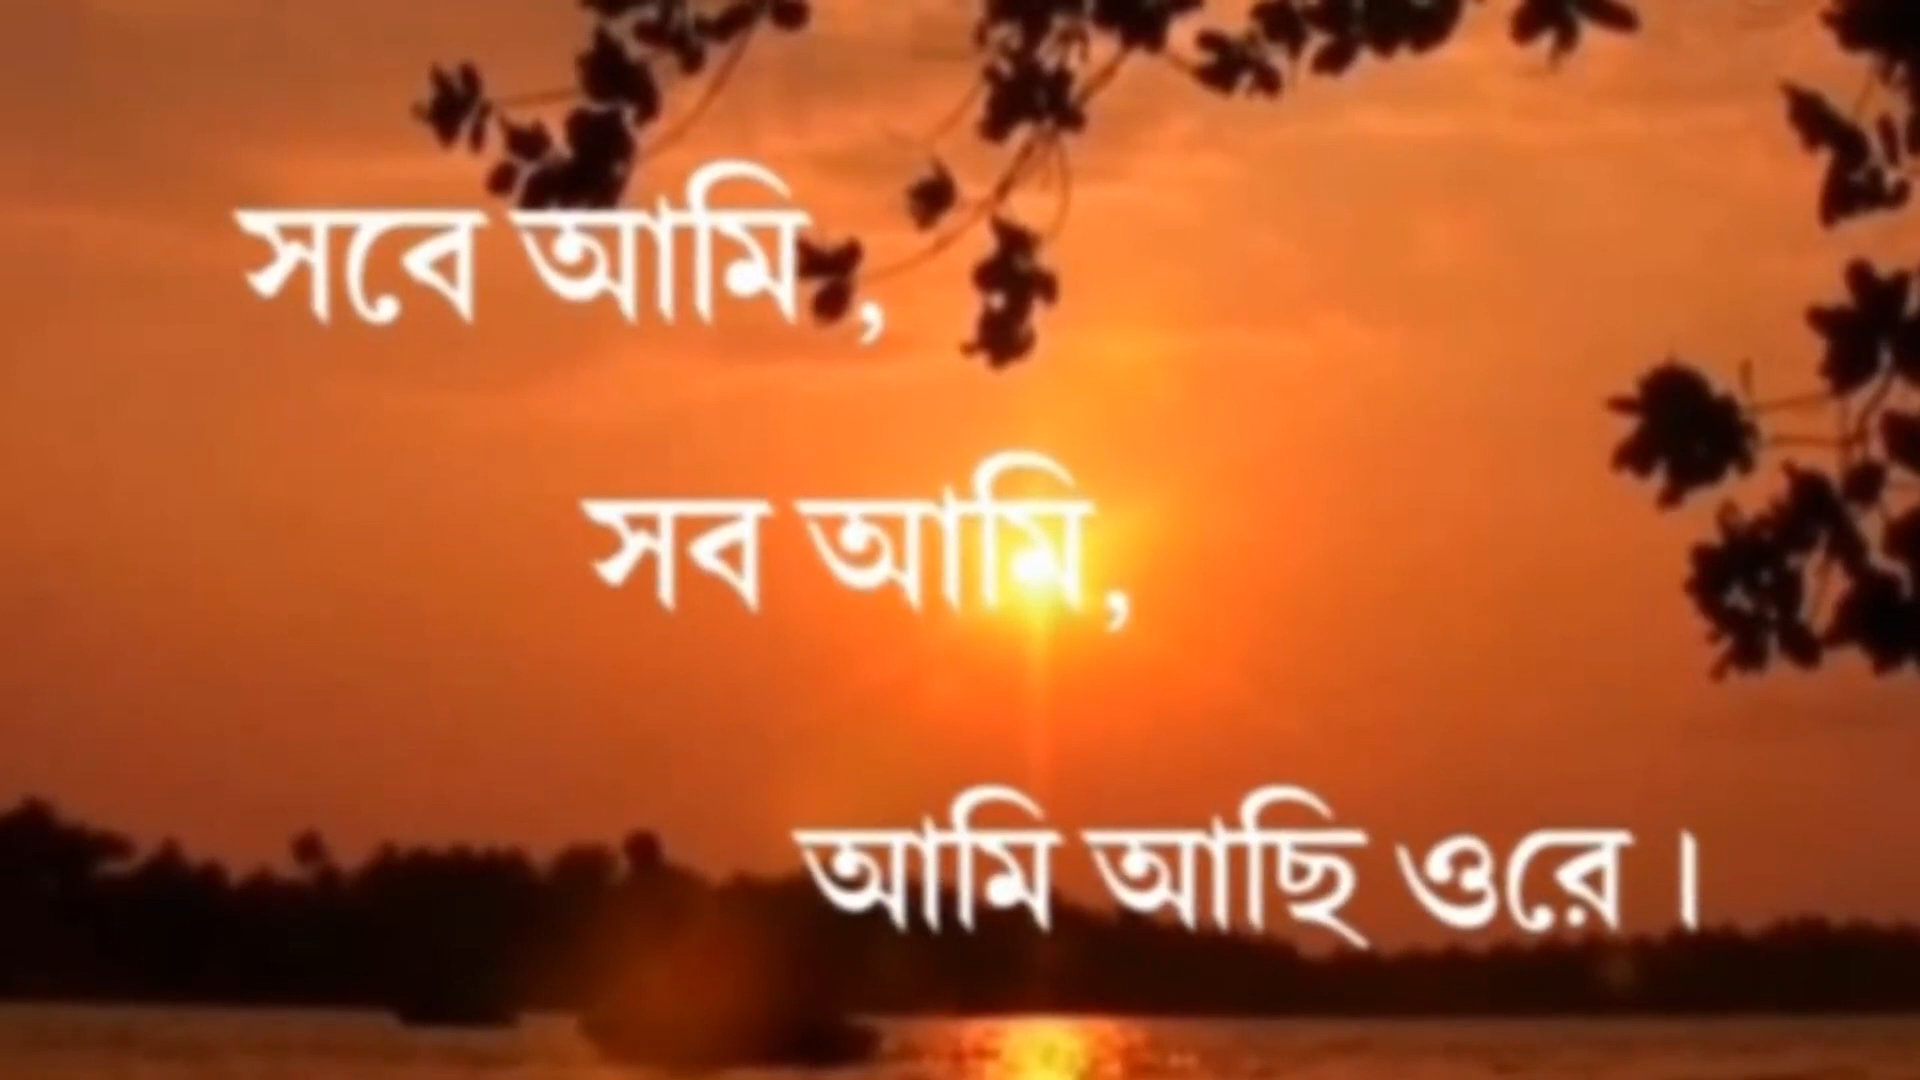 সবে আমি ,
সব আমি,
আমি আছি ওরে ।